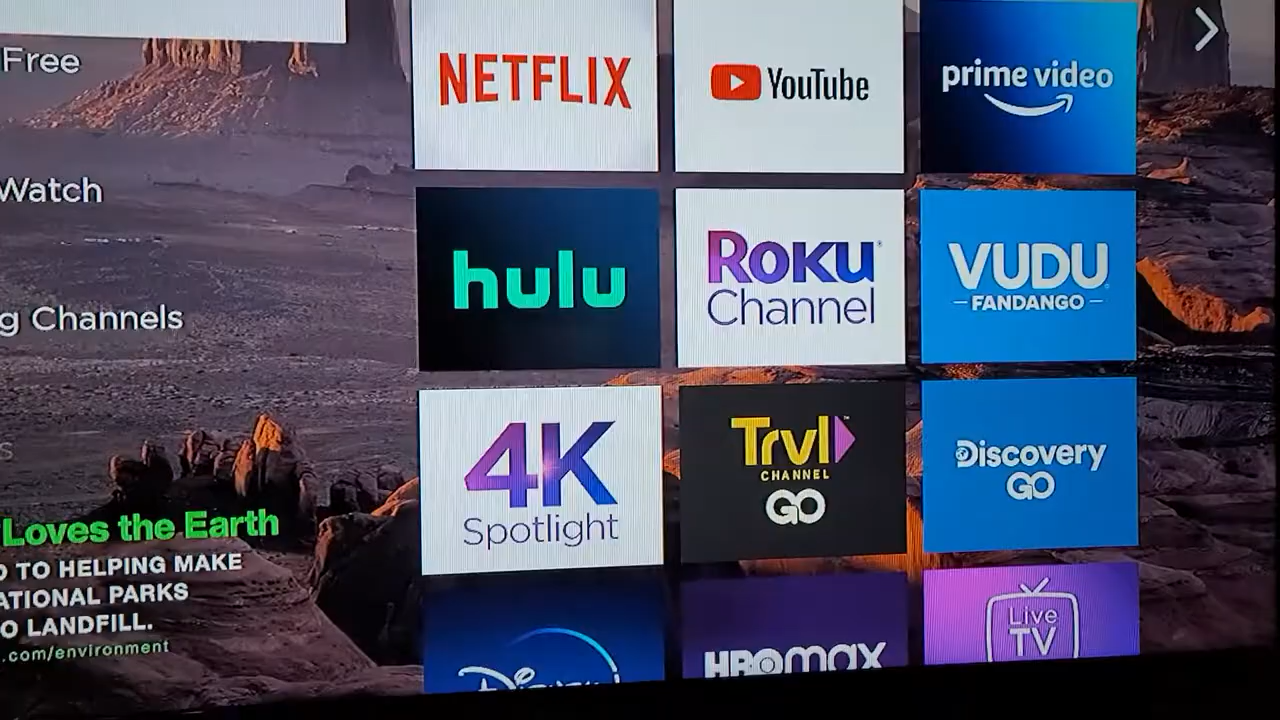 Free
Watch
g Channels
s
Loves the Earth
TO HELPING MAKE
ATIONAL PARKS
O LANDFILL.
.com/environment
NETFLIX
YouTube
prime video
hulu
Roku
Channel
VUDU
FANDANGO
4K
Spotlight
Trvl
CHANNEL
GO
Discovery
GO
Disney
HBOmax
Live
TV